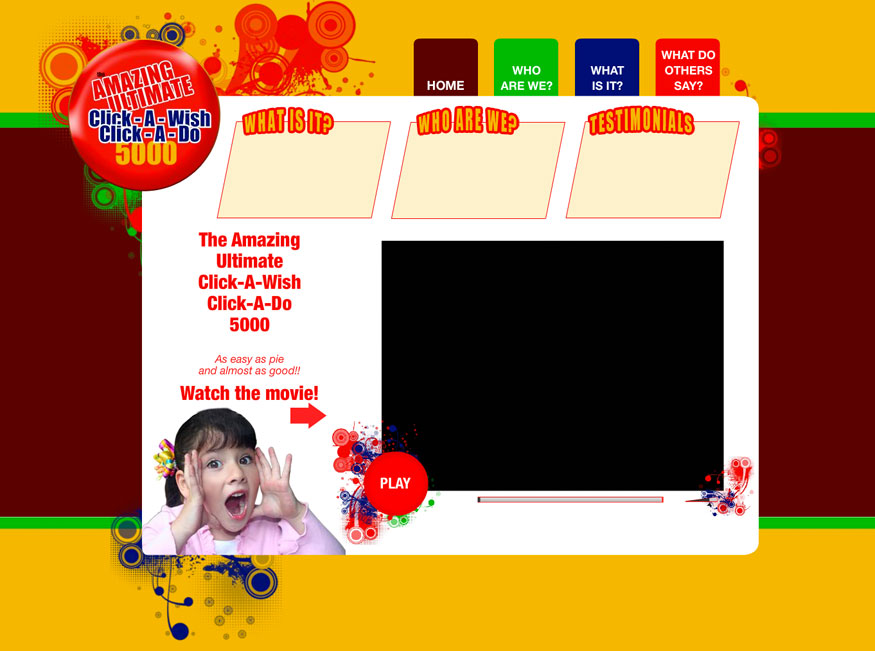 the
AMAZING
ULTIMATE
Click-A-Wish
Click-A-Do
5000
HOME
WHO
ARE WE?
WHAT
IS IT?
WHAT DO
OTHERS
SAY?
WHAT IS IT?
WHO ARE WE?
TESTIMONIALS
The Amazing
Ultimate
Click-A-Wish
Click-A-Do
5000
As easy as pie
and almost as good!!
Watch the movie!
PLAY